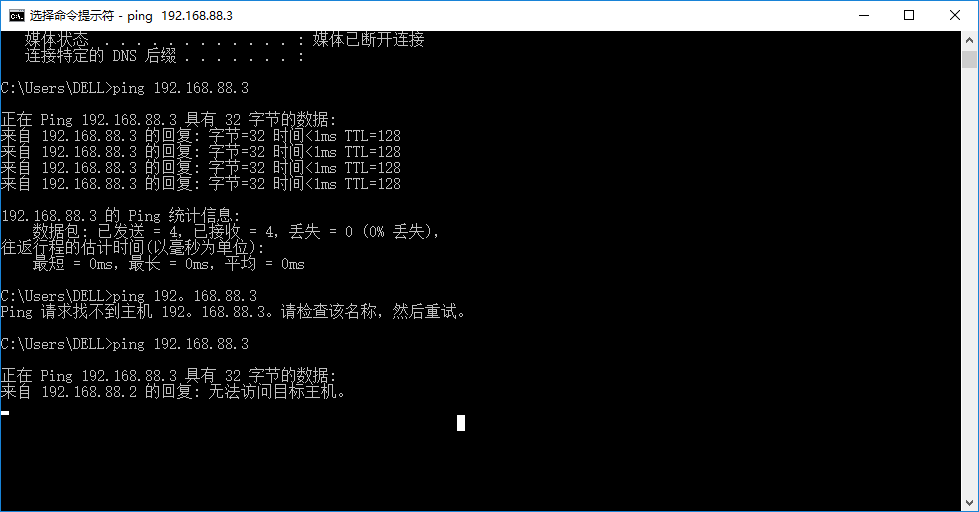 选择命令提示符 - ping  192.168.88.3
媒体状态  . . . . . . . . . . . . : 媒体已断开连接
连接特定的 DNS 后缀 . . . . . . . :
C:\Users\DELL>ping 192.168.88.3
正在 Ping 192.168.88.3 具有 32 字节的数据:
来自 192.168.88.3 的回复: 字节=32 时间<1ms TTL=128
来自 192.168.88.3 的回复: 字节=32 时间<1ms TTL=128
来自 192.168.88.3 的回复: 字节=32 时间<1ms TTL=128
来自 192.168.88.3 的回复: 字节=32 时间<1ms TTL=128
192.168.88.3 的 Ping 统计信息:
数据包: 已发送 = 4，已接收 = 4，丢失 = 0 (0% 丢失)，
往返行程的估计时间(以毫秒为单位):
最短 = 0ms，最长 = 0ms，平均 = 0ms
C:\Users\DELL>ping 192。168.88.3
Ping 请求找不到主机 192。168.88.3。请检查该名称，然后重试。
C:\Users\DELL>ping 192.168.88.3
正在 Ping 192.168.88.3 具有 32 字节的数据:
来自 192.168.88.2 的回复: 无法访问目标主机。